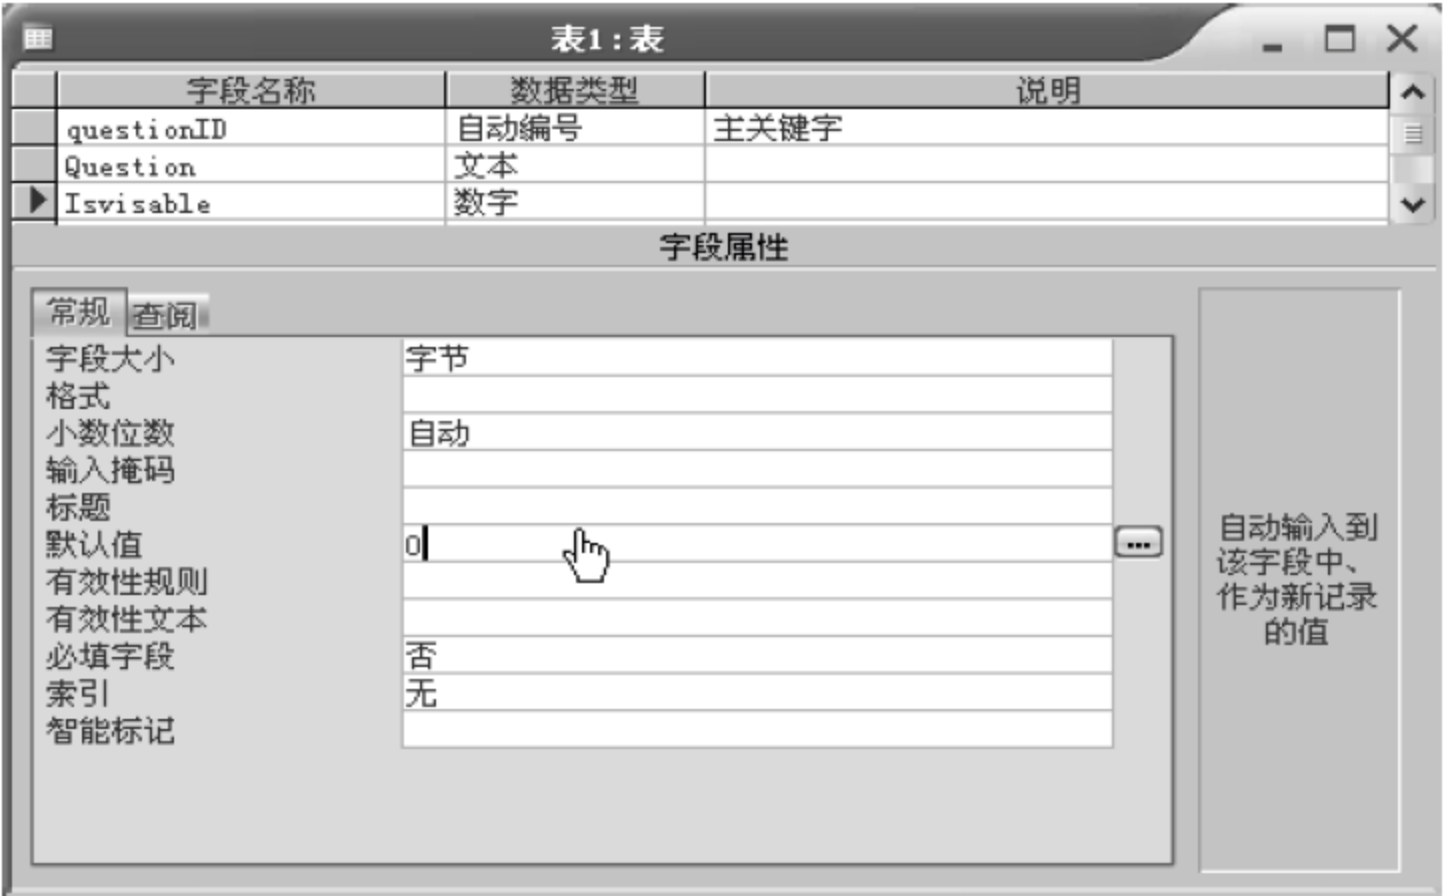 表1 : 表
字段名称 数据类型 说明
questionID 自动编号 主关键字
Question 文本
Isvisable 数字
字段属性
常规 查阅
字段大小 字节
格式
小数位数 自动
输入掩码
标题
默认值 0
有效性规则
有效性文本
必填字段 否
索引 无
智能标记
自动输入到
该字段中、
作为新记录
的值